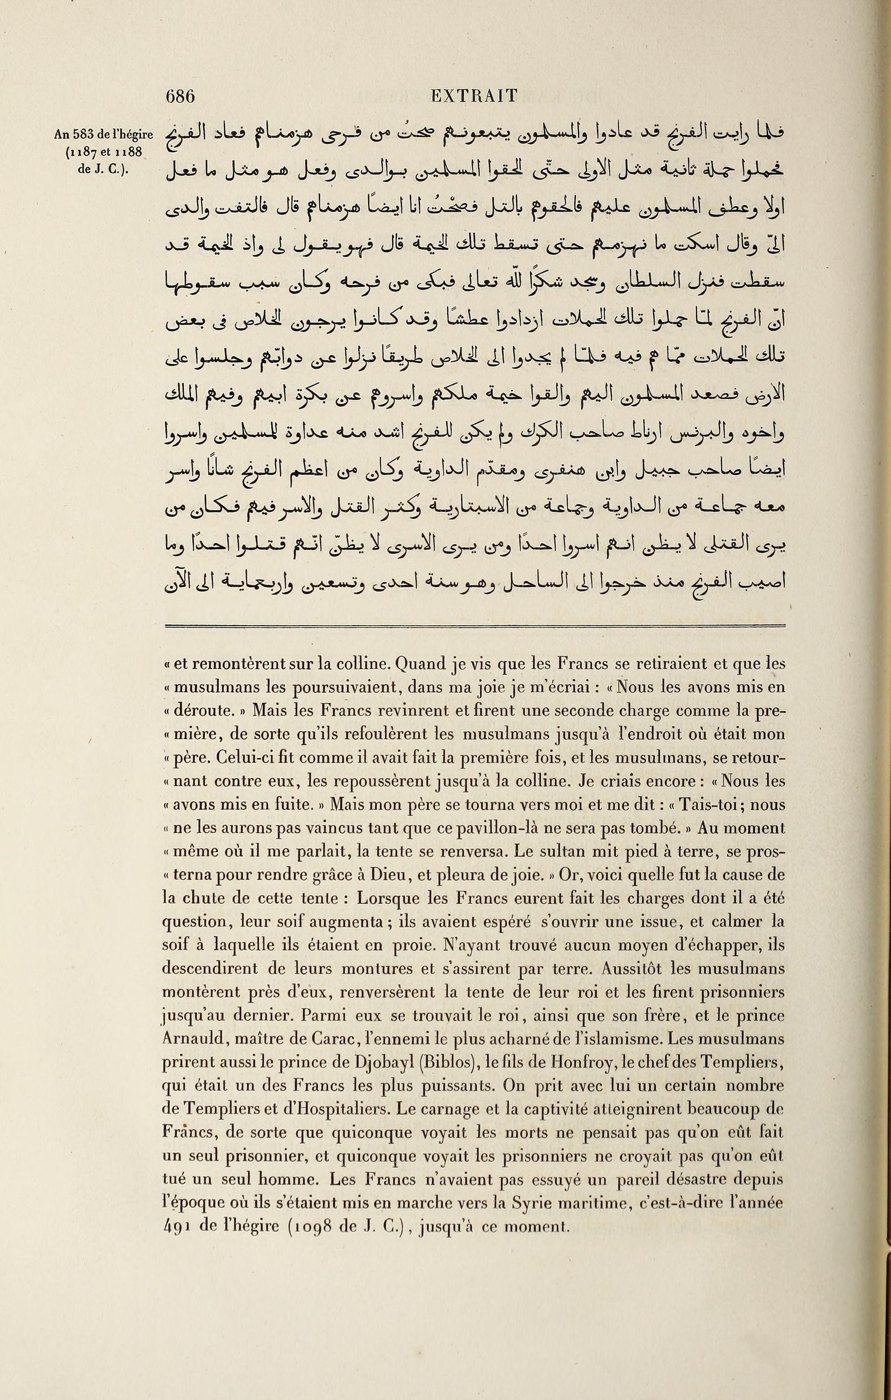 686
EXTRAIT
An 583 de l'hégire
(1187 et 1188
de J. C.).
فلما رايت الفرنج قد عادوا والمسلمون يتبعونهم صحت من فرحى هزمناهم فعاد الفرنج
فحملوا حملة ثانية مثل الاولى حتى الحقوا المسلمين بوالدى وفعل هو مثل ما فعل
اولا وعطف المسلمون عليهم فالحقوهم بالتل فصحت انا ايضا هزمناهم قال فالتفت والدى
الى وقال اسكت ما نهزمهم حتى تسقط تلك الخيمة قال فهو يقول لى واذ الخيمة قد
سقطت فنزل السلطان وسجد شكرا لله تعالى فبكى من فرحه وكان سبب سقوطها
ان الفرنج لما حملوا تلك الحملات ازدادوا عطشا وقد كانوا يرجون الخلاص فى بعض
تلك الحملات مما هم فيه فلما لم يجدوا الى الخلاص طريقا نزلوا عن دوابهم وجلسوا على
الارض فصعد المسلمون اليهم والقوا خيمة ملكهم واسروهم عن بكرة ابيهم وفيهم الملك
واخوه والبرنس ارناط صاحب الكرك ولم يكن للفرنج اشد منه عداوة للمسلمين واسروا
ايضا صاحب جبيل وابن هنفرى ومقدم الداوية وكان من اعظم الفرنج شانا واسر
معه جماعة من الداوية وجماعة من الاسبتارية وكثر القتل والاسر فيهم فكان من
يرى القتلى لا يظن انهم اسروا احدا ومن يرى الاسرى لا يظن انهم قتلوا احدا وما
اصيب الفرنج منذ خرجوا الى الساحل وهو سنة احدى وتسعين واربعماية الى الآن
« et remontèrent sur la colline. Quand je vis que les Francs se retiraient et que les
« musulmans les poursuivaient, dans ma joie je m'écriai : « Nous les avons mis en
« déroute. » Mais les Francs revinrent et firent une seconde charge comme la pre-
« mière, de sorte qu'ils refoulèrent les musulmans jusqu'à l'endroit où était mon
« père. Celui-ci fit comme il avait fait la première fois, et les musulmans, se retour-
« nant contre eux, les repoussèrent jusqu'à la colline. Je criais encore : « Nous les
« avons mis en fuite. » Mais mon père se tourna vers moi et me dit : « Tais-toi ; nous
« ne les aurons pas vaincus tant que ce pavillon-là ne sera pas tombé. » Au moment
« même où il me parlait, la tente se renversa. Le sultan mit pied à terre, se pros-
« terna pour rendre grâce à Dieu, et pleura de joie. » Or, voici quelle fut la cause de
la chute de cette tente : Lorsque les Francs eurent fait les charges dont il a été
question, leur soif augmenta ; ils avaient espéré s'ouvrir une issue, et calmer la
soif à laquelle ils étaient en proie. N'ayant trouvé aucun moyen d'échapper, ils
descendirent de leurs montures et s'assirent par terre. Aussitôt les musulmans
montèrent près d'eux, renversèrent la tente de leur roi et les firent prisonniers
jusqu'au dernier. Parmi eux se trouvait le roi, ainsi que son frère, et le prince
Arnauld, maître de Carac, l'ennemi le plus acharné de l'islamisme. Les musulmans
prirent aussi le prince de Djobayl (Biblos), le fils de Honfroy, le chef des Templiers,
qui était un des Francs les plus puissants. On prit avec lui un certain nombre
de Templiers et d'Hospitaliers. Le carnage et la captivité atteignirent beaucoup de
Francs, de sorte que quiconque voyait les morts ne pensait pas qu'on eût fait
un seul prisonnier, et quiconque voyait les prisonniers ne croyait pas qu'on eût
tué un seul homme. Les Francs n'avaient pas essuyé un pareil désastre depuis
l'époque où ils s'étaient mis en marche vers la Syrie maritime, c'est-à-dire l'année
491 de l'hégire (1098 de J. C.), jusqu'à ce moment.